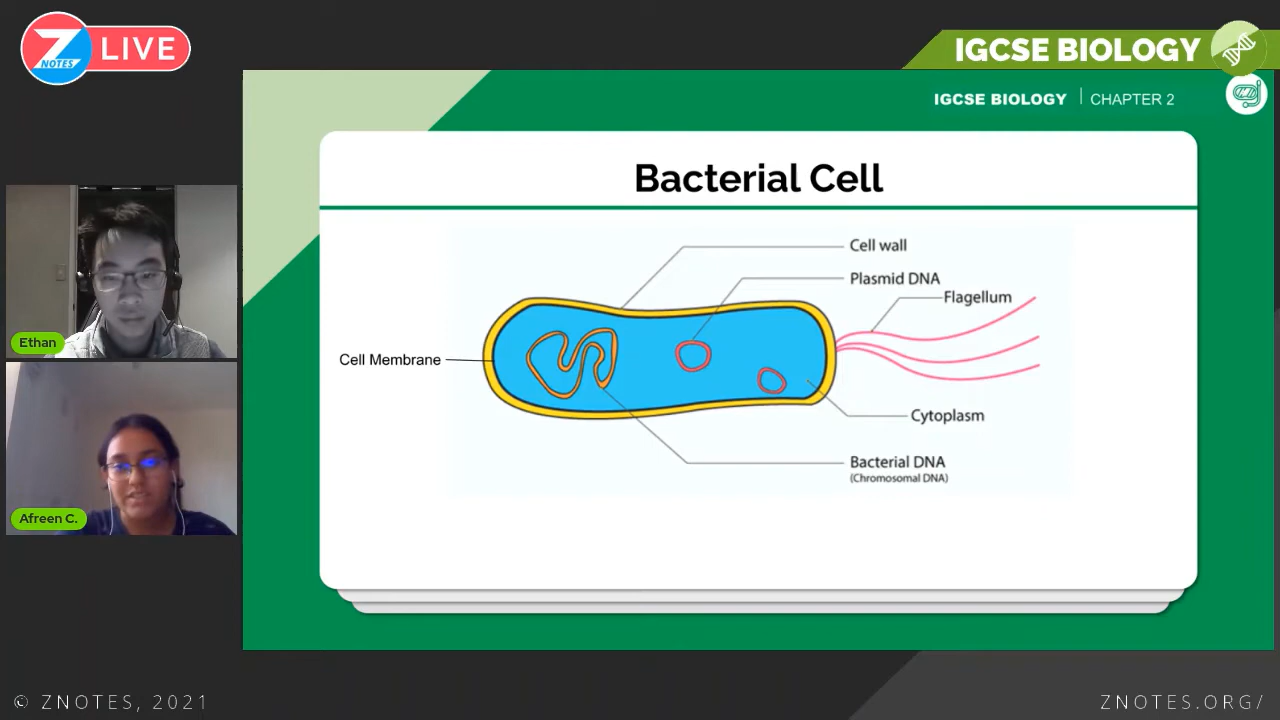 Z NOTES LIVE
IGCSE BIOLOGY
IGCSE BIOLOGY | CHAPTER 2
Bacterial Cell
Cell wall
Plasmid DNA
Flagellum
Cell Membrane
Cytoplasm
Bacterial DNA
(Chromosomal DNA)
Ethan
Afreen C.
© ZNOTES, 2021
ZNOTES.ORG/